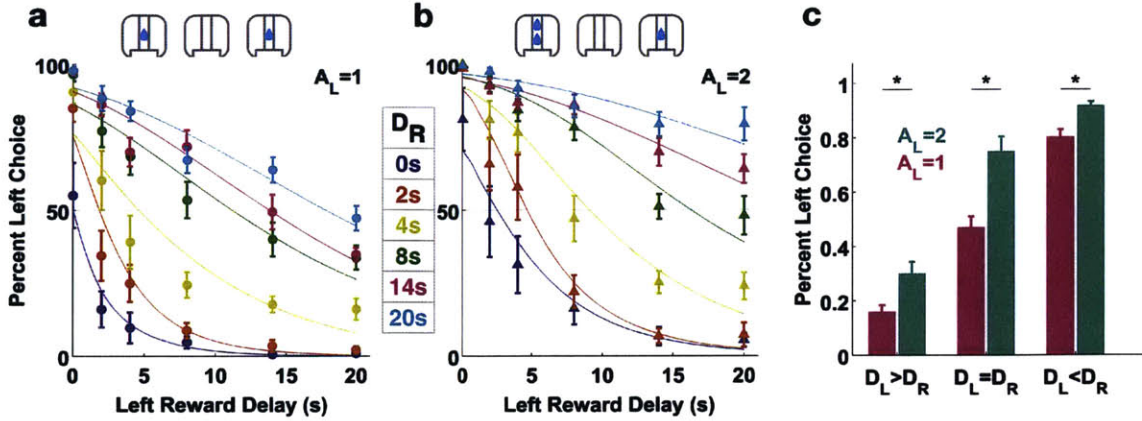 a
A_L=1
100
50
0
Percent Left Choice
0 5 10 15 20
Left Reward Delay (s)
D_R
0s
2s
4s
8s
14s
20s
b
A_L=2
100
50
0
0 5 10 15 20
Left Reward Delay (s)
c
* * *
A_L=2
A_L=1
1
0.8
0.6
0.4
0.2
0
Percent Left Choice
D_L>D_R D_L=D_R D_L<D_R